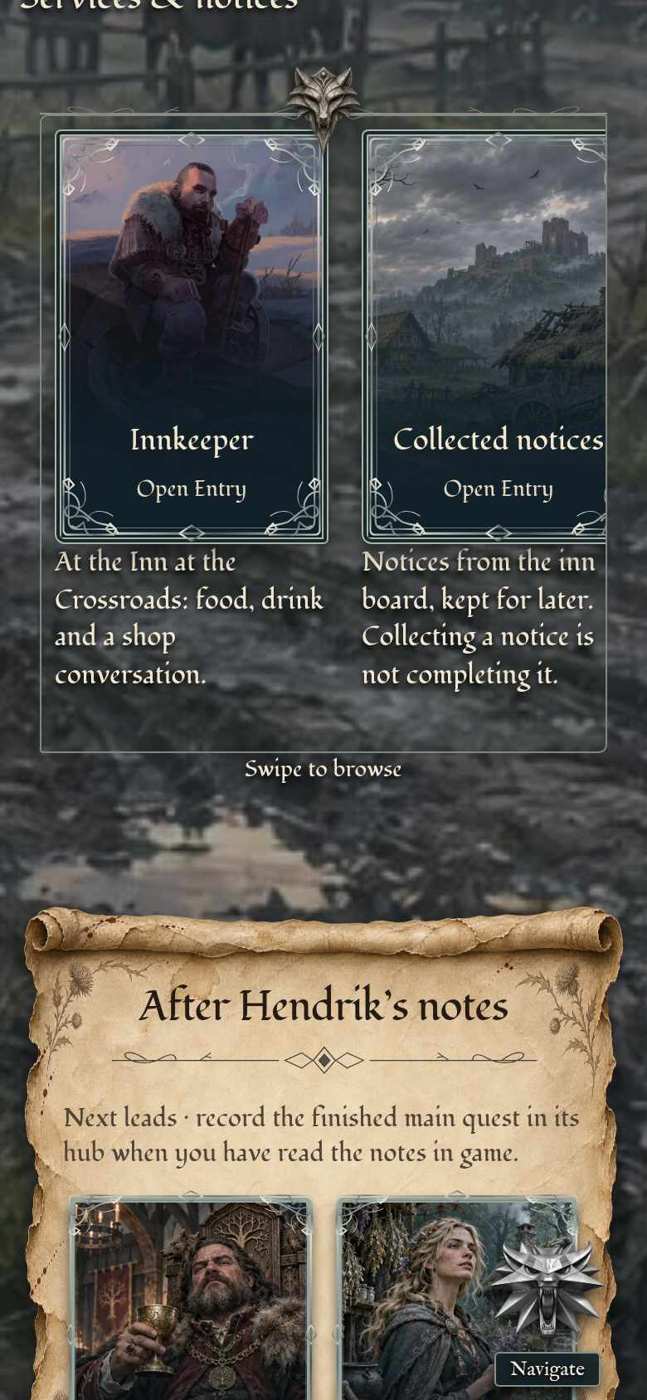 Services & notices
Innkeeper
Open Entry
At the Inn at the
Crossroads: food, drink
and a shop
conversation.
Collected notices
Open Entry
Notices from the inn
board, kept for later.
Collecting a notice is
not completing it.
Swipe to browse
After Hendrik's notes
Next leads · record the finished main quest in its
hub when you have read the notes in game.
Navigate